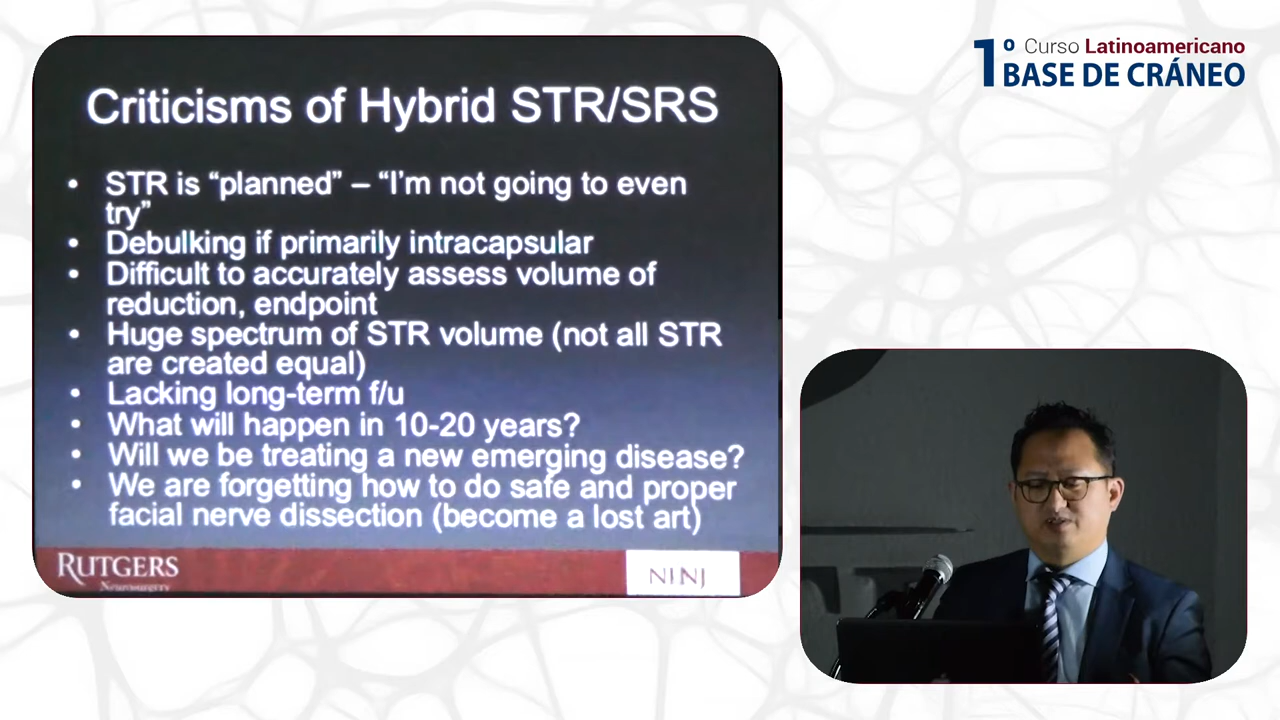 1º Curso Latinoamericano
BASE DE CRÁNEO
Criticisms of Hybrid STR/SRS
• STR is “planned” – “I’m not going to even
try”
• Debulking if primarily intracapsular
• Difficult to accurately assess volume of
reduction, endpoint
• Huge spectrum of STR volume (not all STR
are created equal)
• Lacking long-term f/u
• What will happen in 10-20 years?
• Will we be treating a new emerging disease?
• We are forgetting how to do safe and proper
facial nerve dissection (become a lost art)
RUTGERS
Neurosurgery